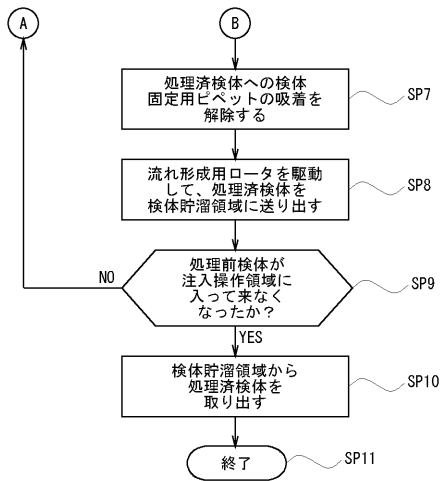 A
B
処理済検体への検体
固定用ピペットの吸着を
解除する
SP7
流れ形成用ロータを駆動
して、処理済検体を
検体貯溜領域に送り出す
SP8
処理前検体が
注入操作領域に
入って来なく
なったか？
NO
SP9
YES
検体貯溜領域から
処理済検体を
取り出す
SP10
終了
SP11